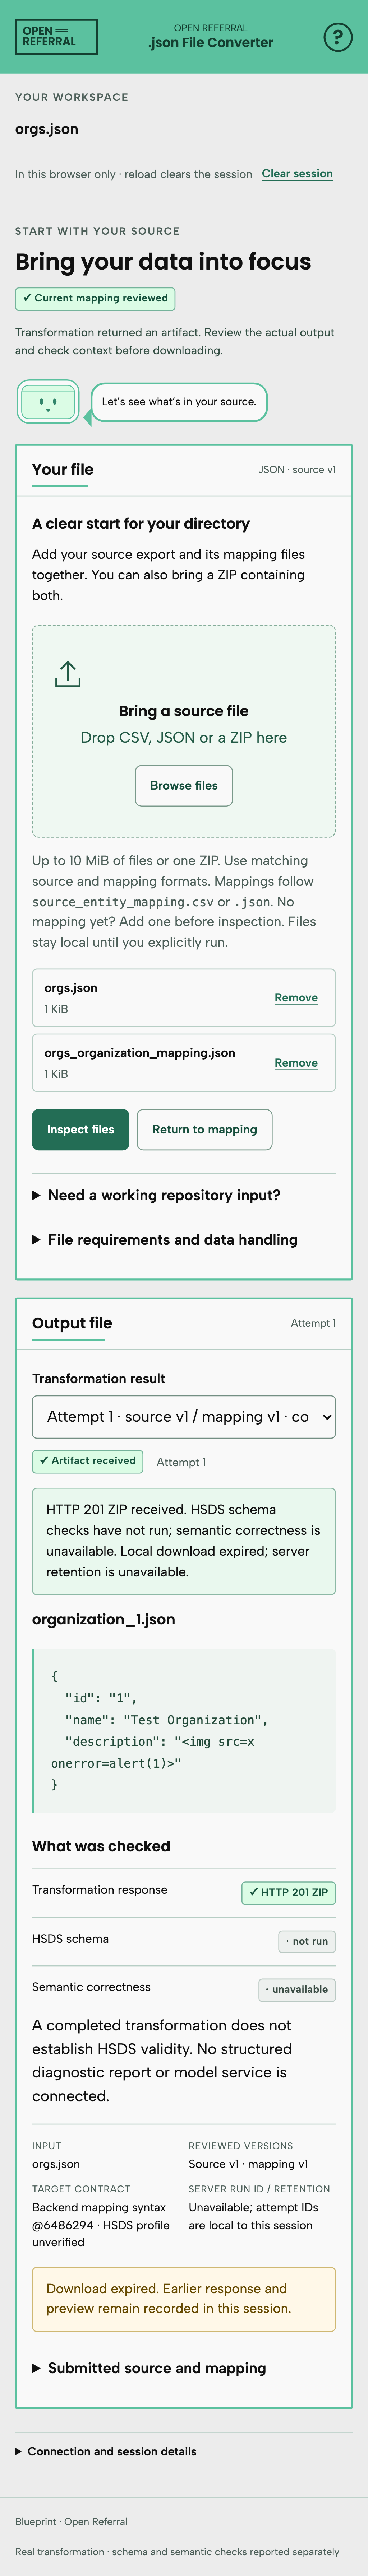 OPEN
REFERRAL
OPEN REFERRAL
.json File Converter
?
YOUR WORKSPACE
orgs.json
In this browser only · reload clears the session Clear session
START WITH YOUR SOURCE
Bring your data into focus
✓ Current mapping reviewed
Transformation returned an artifact. Review the actual output
and check context before downloading.
Let's see what's in your source.
Your file
JSON · source v1
A clear start for your directory
Add your source export and its mapping files
together. You can also bring a ZIP containing
both.
Bring a source file
Drop CSV, JSON or a ZIP here
Browse files
Up to 10 MiB of files or one ZIP. Use matching
source and mapping formats. Mappings follow
source_entity_mapping.csv or .json. No
mapping yet? Add one before inspection. Files
stay local until you explicitly run.
orgs.json
1 KiB
Remove
orgs_organization_mapping.json
1 KiB
Remove
Inspect files
Return to mapping
▶ Need a working repository input?
▶ File requirements and data handling
Output file
Attempt 1
Transformation result
Attempt 1 · source v1 / mapping v1 · co
✓ Artifact received
Attempt 1
HTTP 201 ZIP received. HSDS schema
checks have not run; semantic correctness is
unavailable. Local download expired; server
retention is unavailable.
organization_1.json
{
"id": "1",
"name": "Test Organization",
"description": "<img src=x
onerror=alert(1)>"
}
What was checked
Transformation response
✓ HTTP 201 ZIP
HSDS schema
· not run
Semantic correctness
· unavailable
A completed transformation does not
establish HSDS validity. No structured
diagnostic report or model service is
connected.
INPUT
orgs.json
REVIEWED VERSIONS
Source v1 · mapping v1
TARGET CONTRACT
Backend mapping syntax
@6486294 · HSDS profile
unverified
SERVER RUN ID / RETENTION
Unavailable; attempt IDs
are local to this session
Download expired. Earlier response and
preview remain recorded in this session.
▶ Submitted source and mapping
▶ Connection and session details
Blueprint · Open Referral
Real transformation · schema and semantic checks reported separately